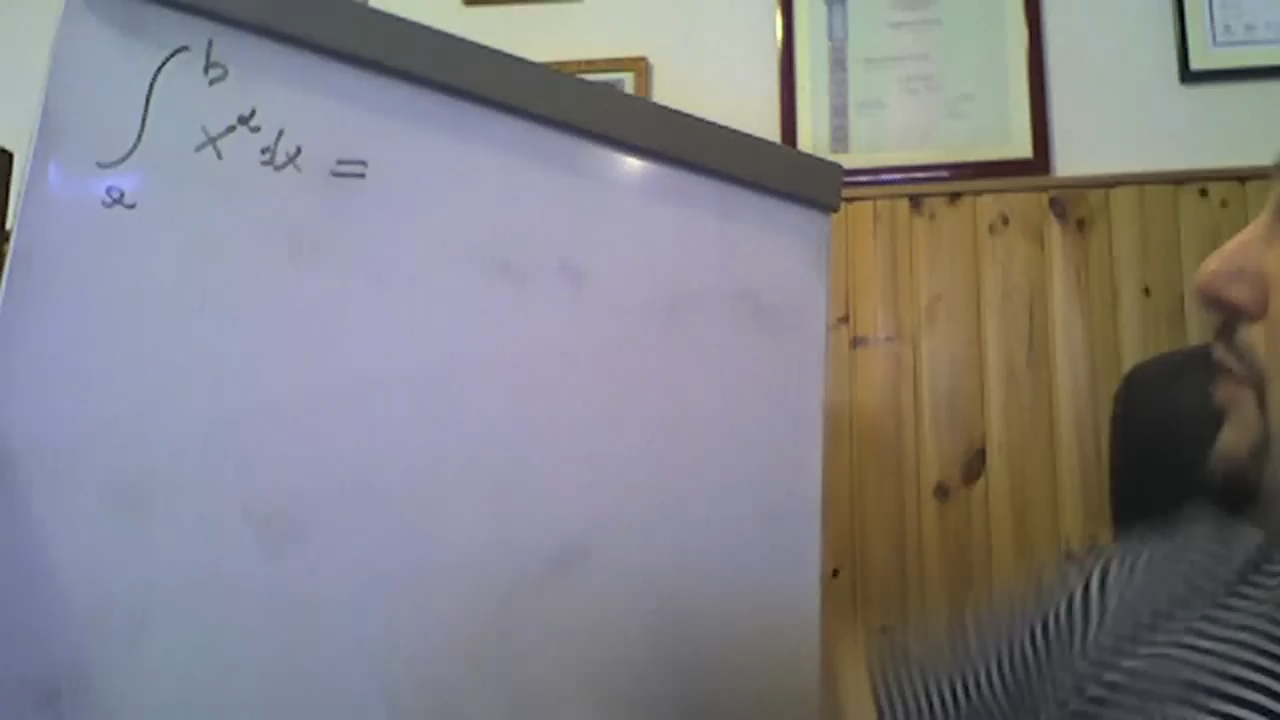 ∫ₐᵇ x^α dx =